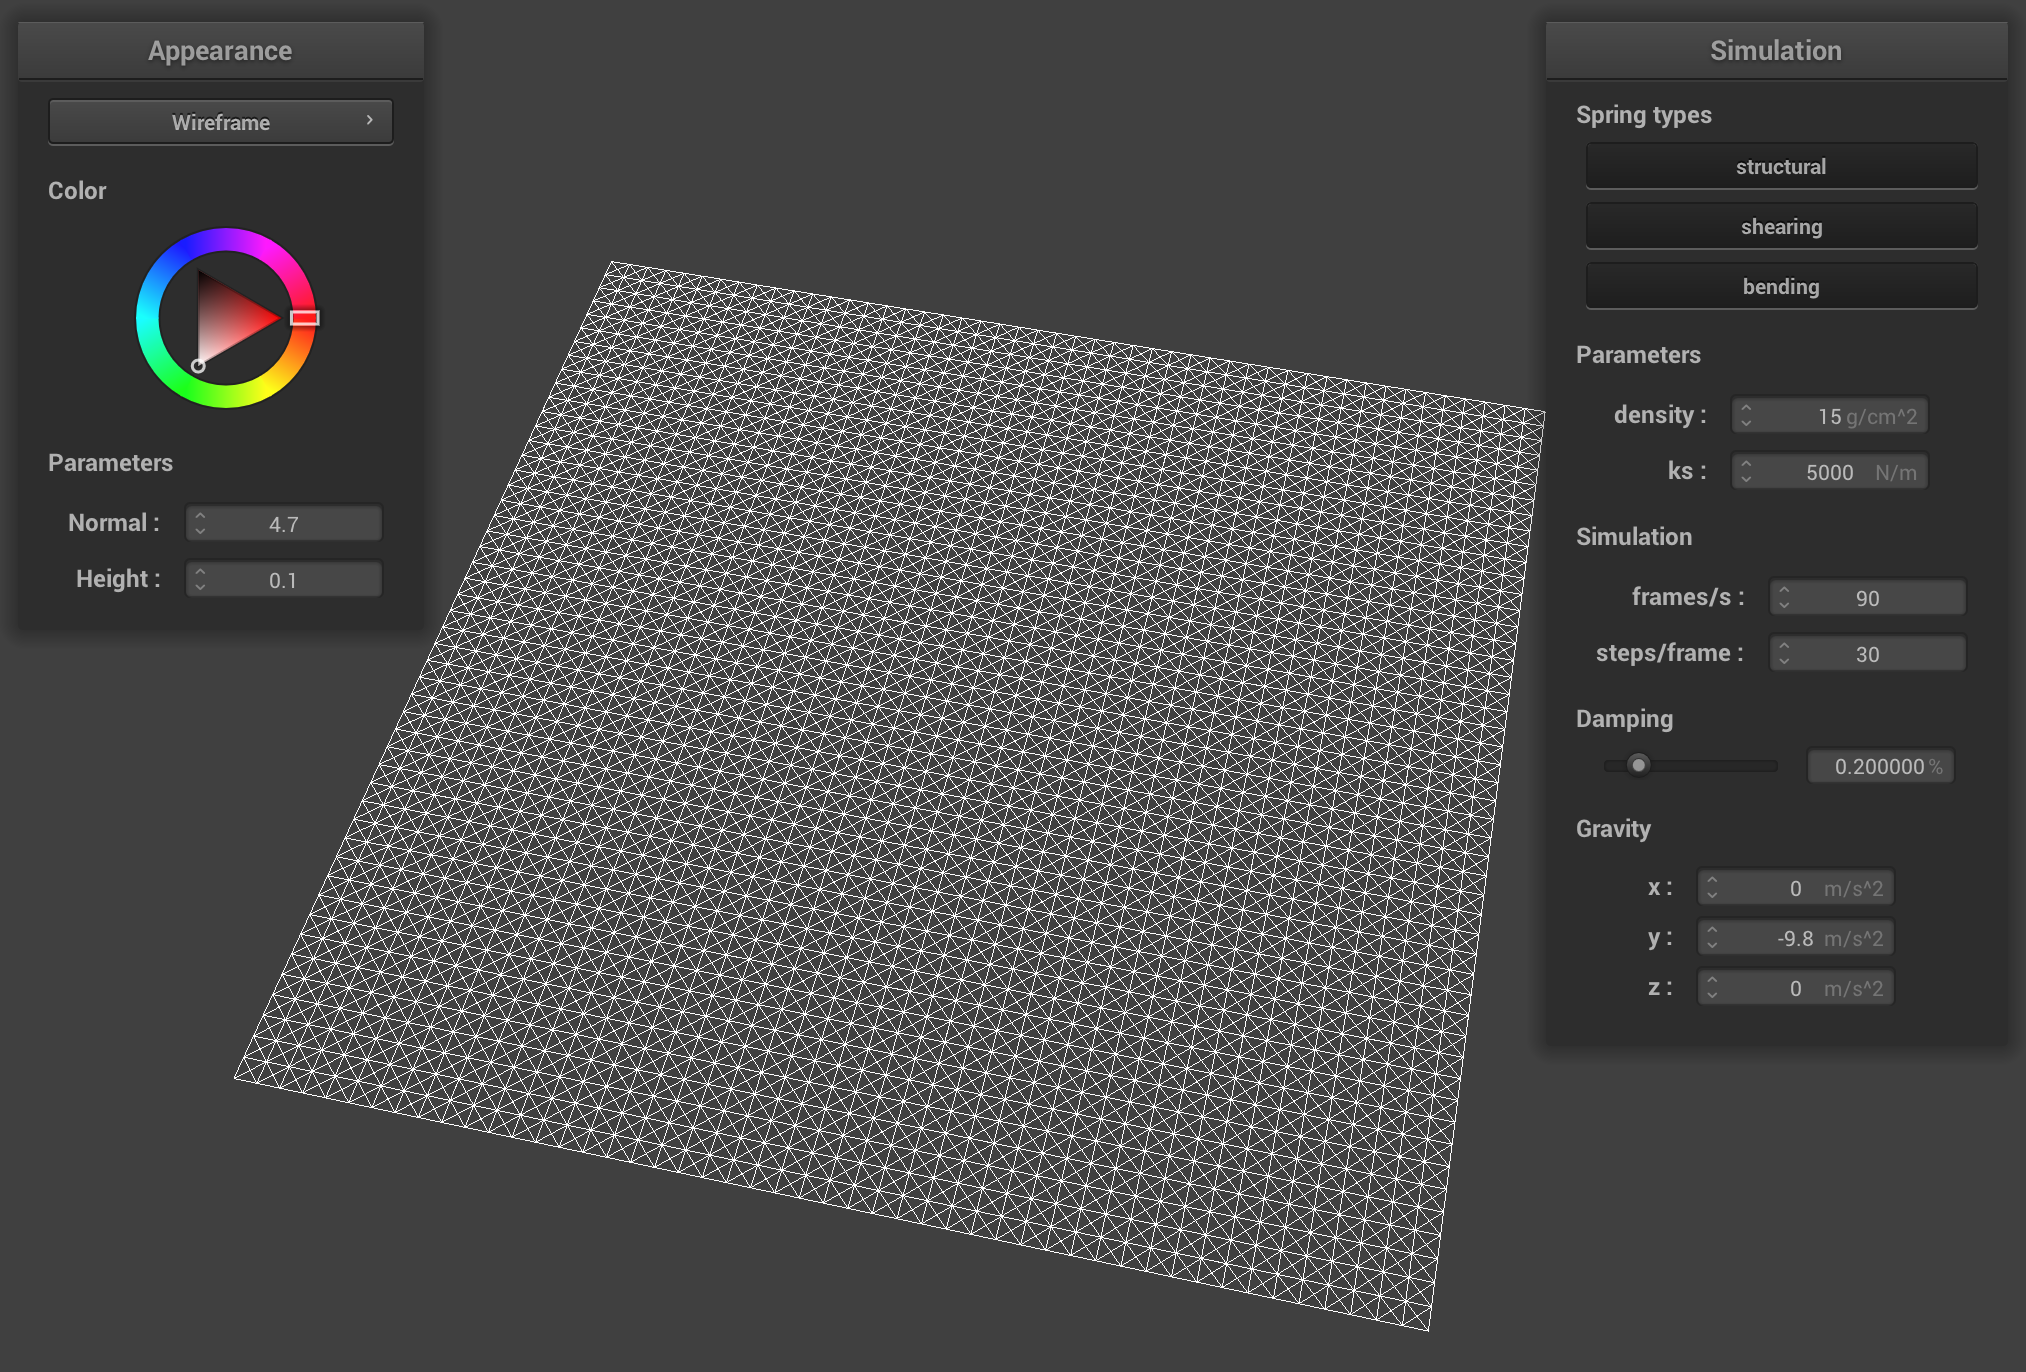 Appearance
Wireframe ›
Color
Parameters
Normal : 4.7
Height : 0.1
Simulation
Spring types
structural
shearing
bending
Parameters
density : 15 g/cm^2
ks : 5000 N/m
Simulation
frames/s : 90
steps/frame : 30
Damping
0.200000 %
Gravity
x : 0 m/s^2
y : -9.8 m/s^2
z : 0 m/s^2